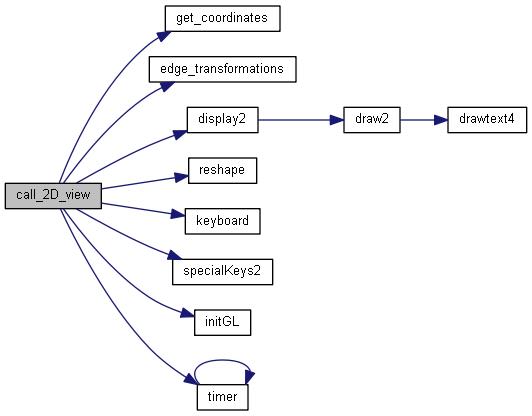 get_coordinates
edge_transformations
display2
draw2
drawtext4
reshape
call_2D_view
keyboard
specialKeys2
initGL
timer